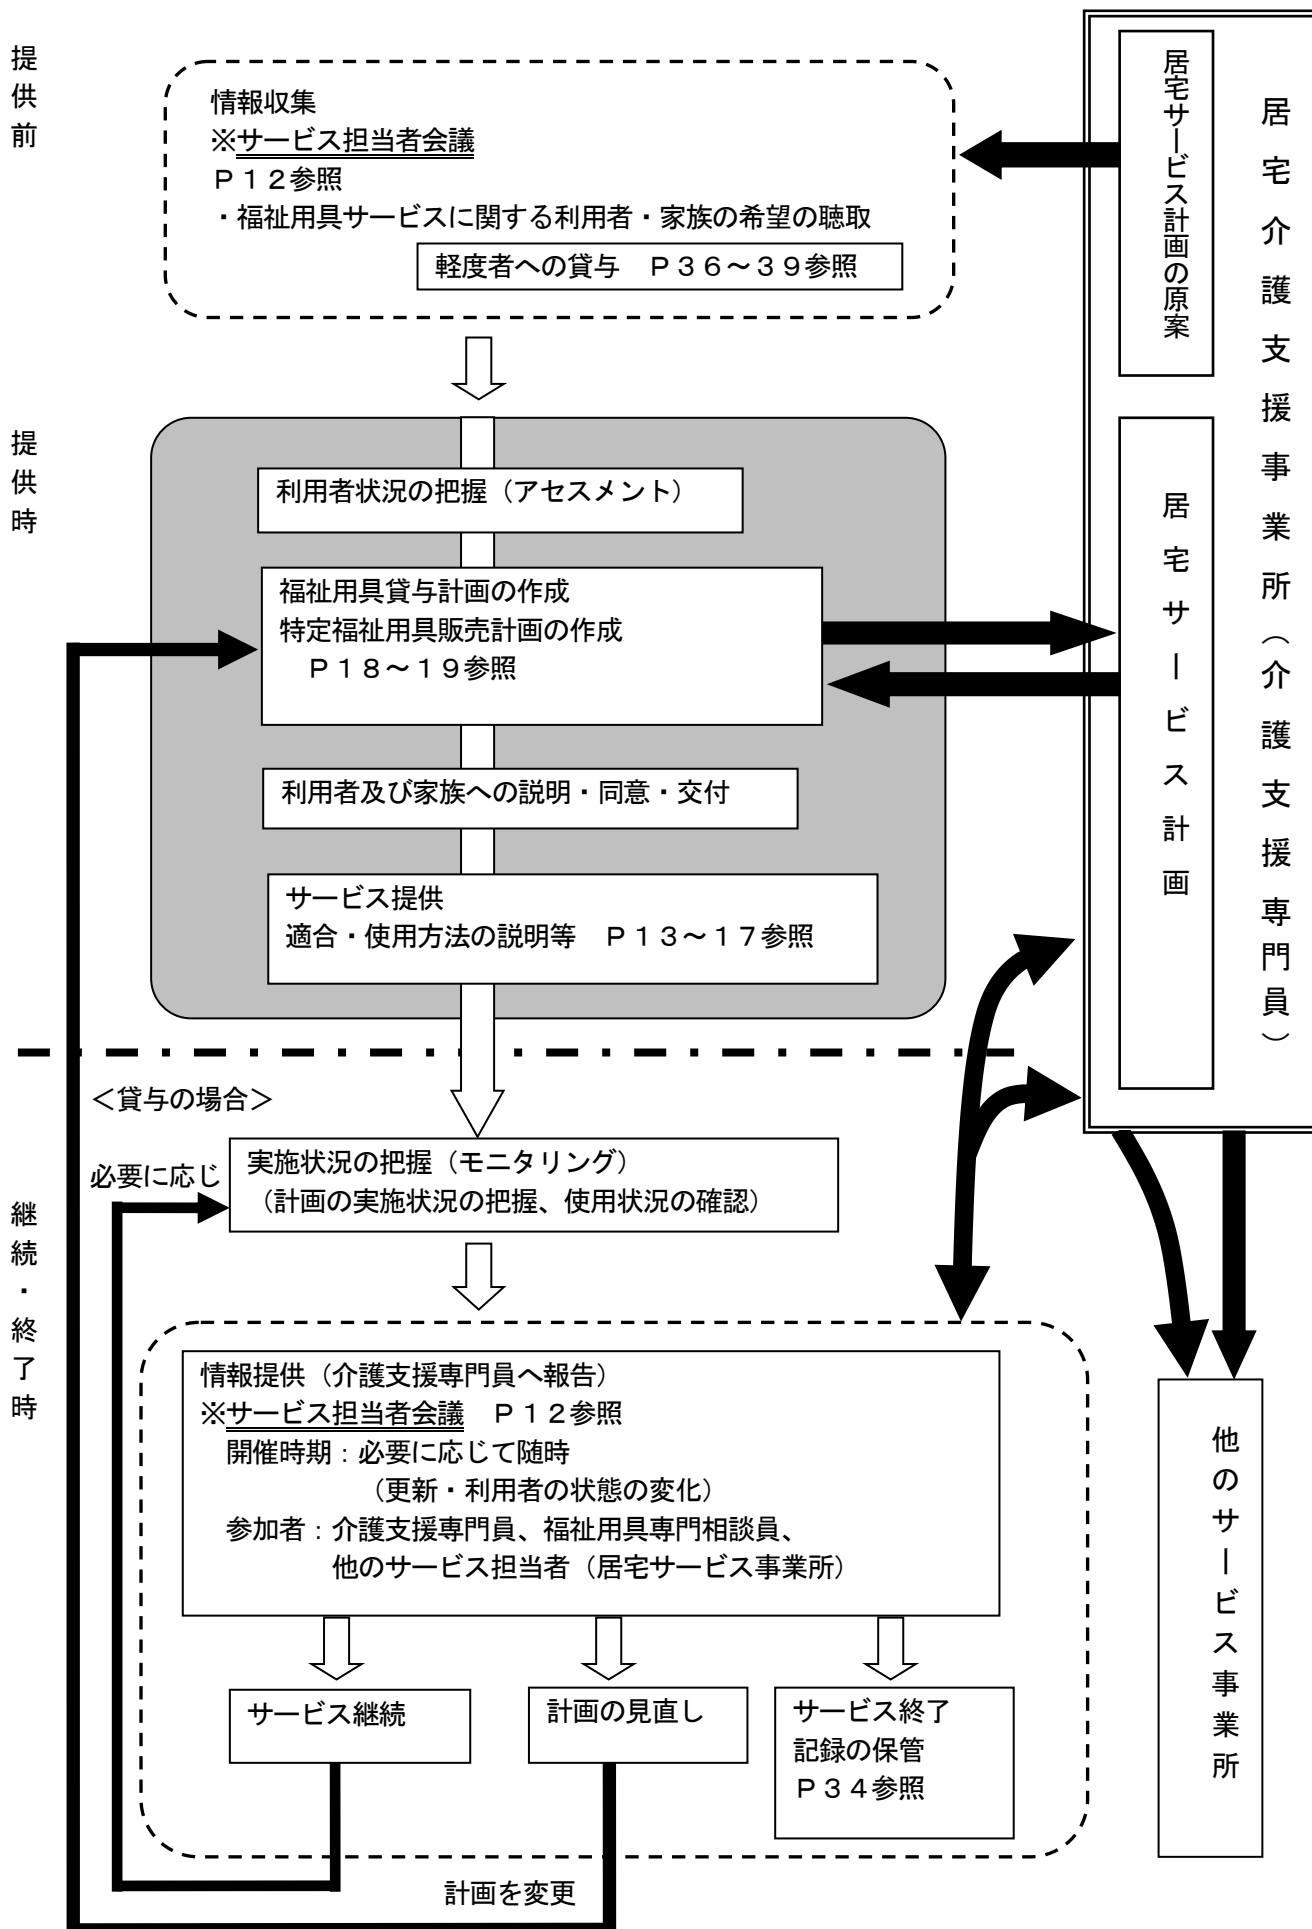 提供前
情報収集
※サービス担当者会議
P12参照
・福祉用具サービスに関する利用者・家族の希望の聴取
軽度者への貸与　P36～39参照
居宅サービス計画の原案
居宅介護支援事業所（介護支援専門員）
提供時
利用者状況の把握（アセスメント）
福祉用具貸与計画の作成
特定福祉用具販売計画の作成
P18～19参照
利用者及び家族への説明・同意・交付
サービス提供
適合・使用方法の説明等　P13～17参照
居宅サービス計画
＜貸与の場合＞
必要に応じ
継続・終了時
実施状況の把握（モニタリング）
（計画の実施状況の把握、使用状況の確認）
情報提供（介護支援専門員へ報告）
※サービス担当者会議　P12参照
開催時期：必要に応じて随時
（更新・利用者の状態の変化）
参加者：介護支援専門員、福祉用具専門相談員、
他のサービス担当者（居宅サービス事業所）
サービス継続
計画の見直し
サービス終了
記録の保管
P34参照
計画を変更
他のサービス事業所